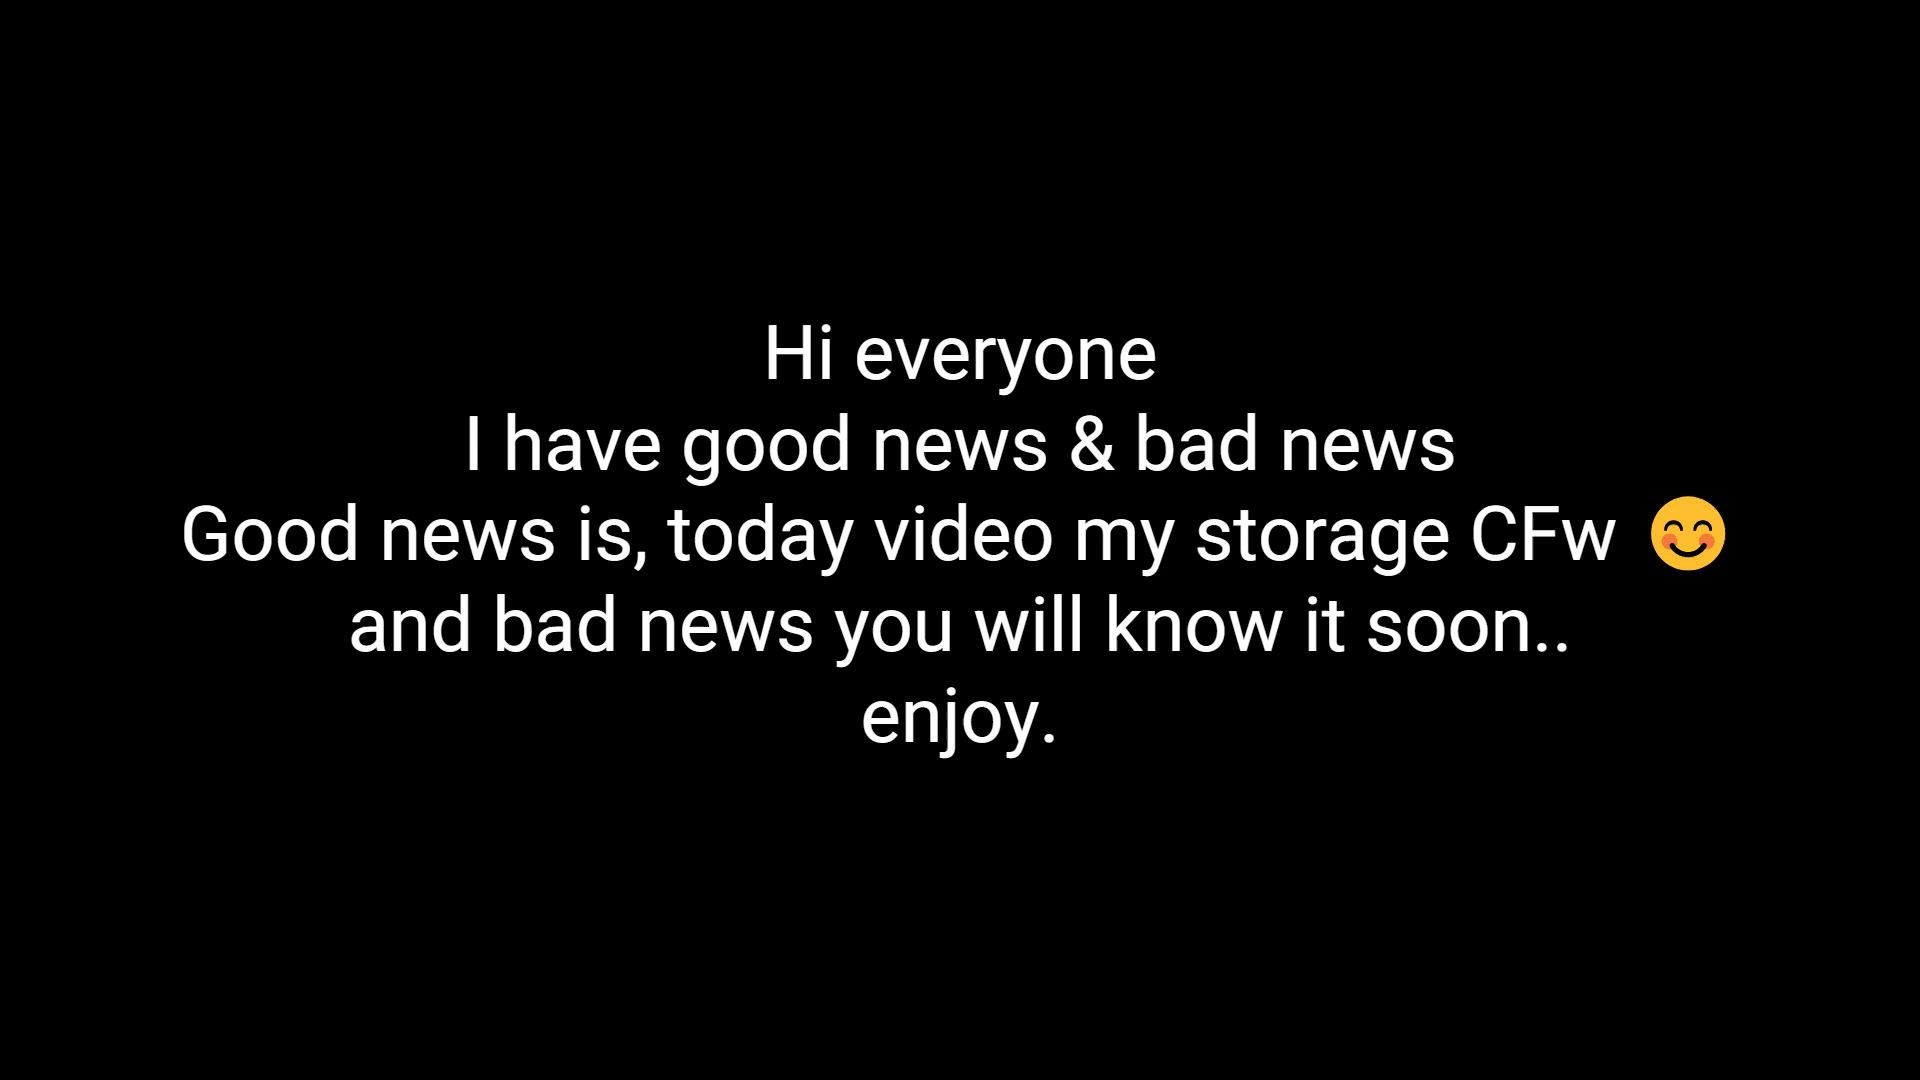 Hi everyone
I have good news & bad news
Good news is, today video my storage CFw 😊
and bad news you will know it soon..
enjoy.